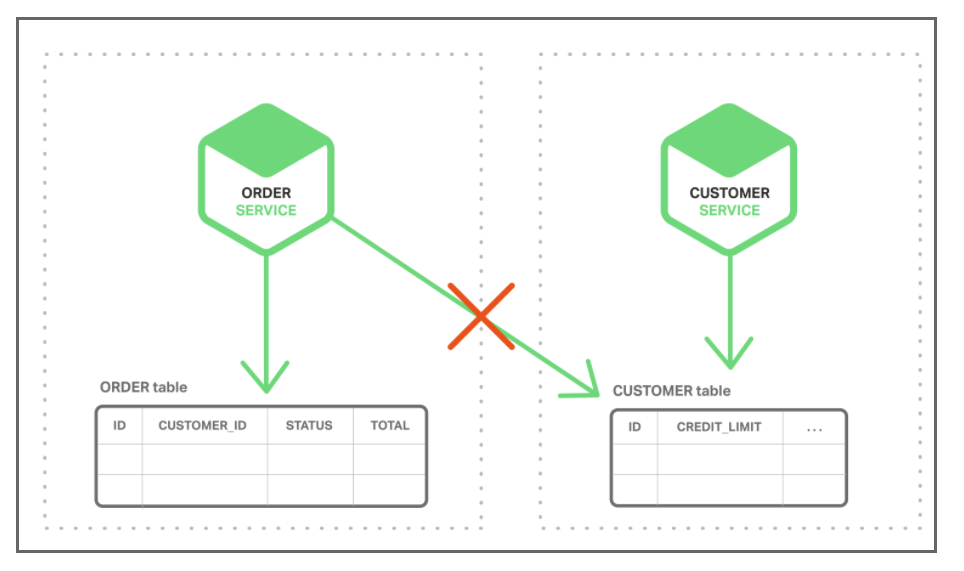 ORDER
SERVICE
CUSTOMER
SERVICE
ORDER table
ID CUSTOMER_ID STATUS TOTAL
CUSTOMER table
ID CREDIT_LIMIT ...